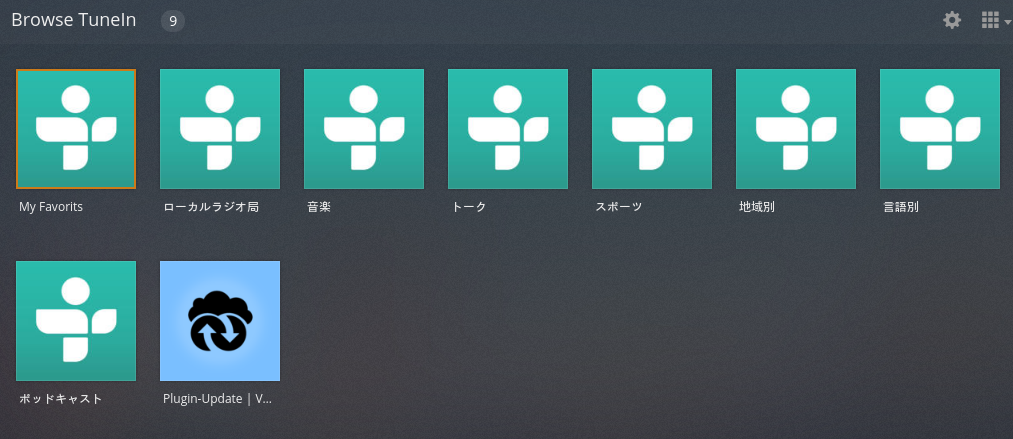 Browse TuneIn 9
My Favorits
ローカルラジオ局
音楽
トーク
スポーツ
地域別
言語別
ポッドキャスト
Plugin-Update | V...